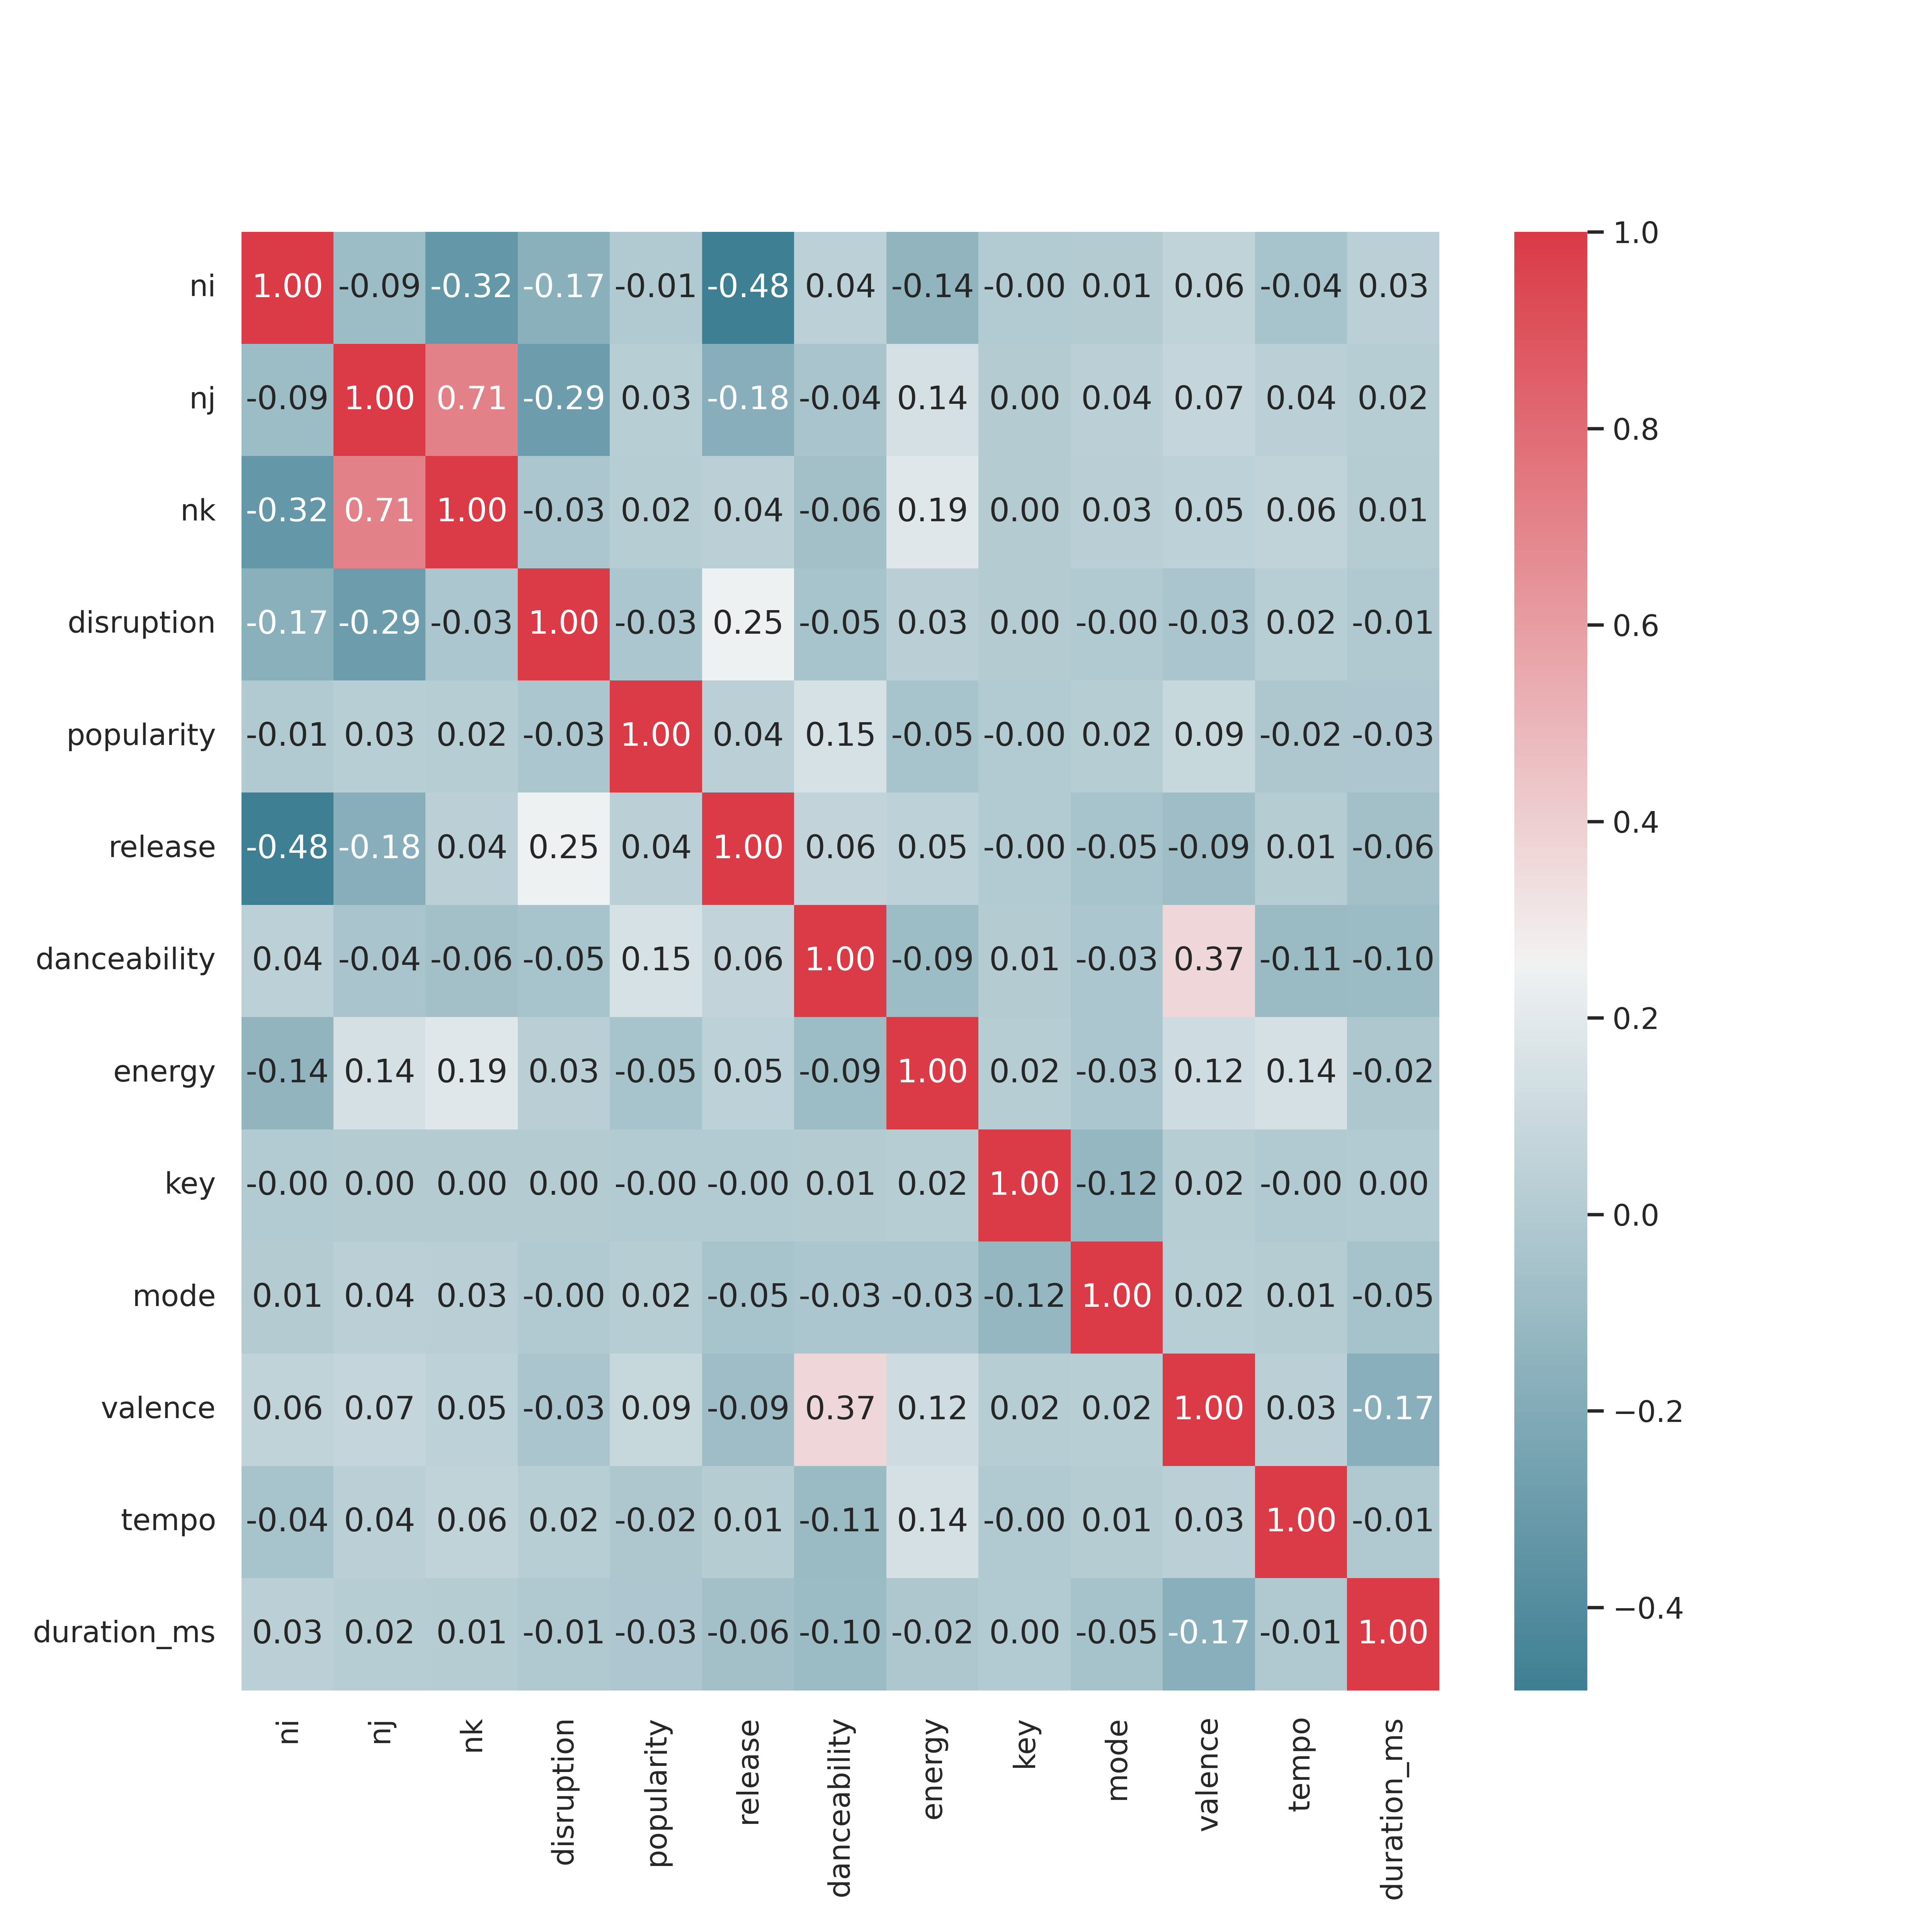 ni 1.00 -0.09 -0.32 -0.17 -0.01 -0.48 0.04 -0.14 -0.00 0.01 0.06 -0.04 0.03
nj -0.09 1.00 0.71 -0.29 0.03 -0.18 -0.04 0.14 0.00 0.04 0.07 0.04 0.02
nk -0.32 0.71 1.00 -0.03 0.02 0.04 -0.06 0.19 0.00 0.03 0.05 0.06 0.01
disruption -0.17 -0.29 -0.03 1.00 -0.03 0.25 -0.05 0.03 0.00 -0.00 -0.03 0.02 -0.01
popularity -0.01 0.03 0.02 -0.03 1.00 0.04 0.15 -0.05 -0.00 0.02 0.09 -0.02 -0.03
release -0.48 -0.18 0.04 0.25 0.04 1.00 0.06 0.05 -0.00 -0.05 -0.09 0.01 -0.06
danceability 0.04 -0.04 -0.06 -0.05 0.15 0.06 1.00 -0.09 0.01 -0.03 0.37 -0.11 -0.10
energy -0.14 0.14 0.19 0.03 -0.05 0.05 -0.09 1.00 0.02 -0.03 0.12 0.14 -0.02
key -0.00 0.00 0.00 0.00 -0.00 -0.00 0.01 0.02 1.00 -0.12 0.02 -0.00 0.00
mode 0.01 0.04 0.03 -0.00 0.02 -0.05 -0.03 -0.03 -0.12 1.00 0.02 0.01 -0.05
valence 0.06 0.07 0.05 -0.03 0.09 -0.09 0.37 0.12 0.02 0.02 1.00 0.03 -0.17
tempo -0.04 0.04 0.06 0.02 -0.02 0.01 -0.11 0.14 -0.00 0.01 0.03 1.00 -0.01
duration_ms 0.03 0.02 0.01 -0.01 -0.03 -0.06 -0.10 -0.02 0.00 -0.05 -0.17 -0.01 1.00
ni nj nk disruption popularity release danceability energy key mode valence tempo duration_ms
1.0
0.8
0.6
0.4
0.2
0.0
−0.2
−0.4